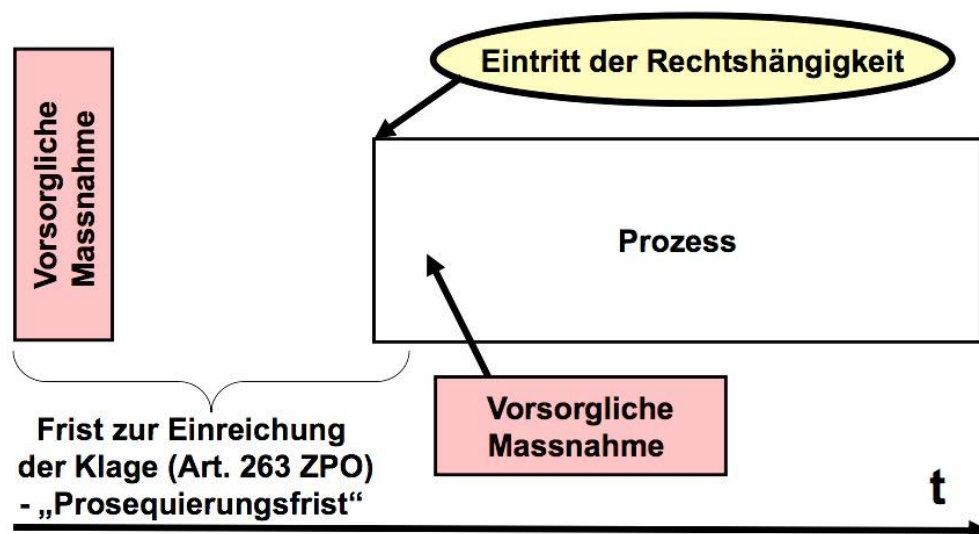 Vorsorgliche
Massnahme
Eintritt der Rechtshängigkeit
Prozess
Vorsorgliche
Massnahme
Frist zur Einreichung
der Klage (Art. 263 ZPO)
- „Prosequierungsfrist“
t